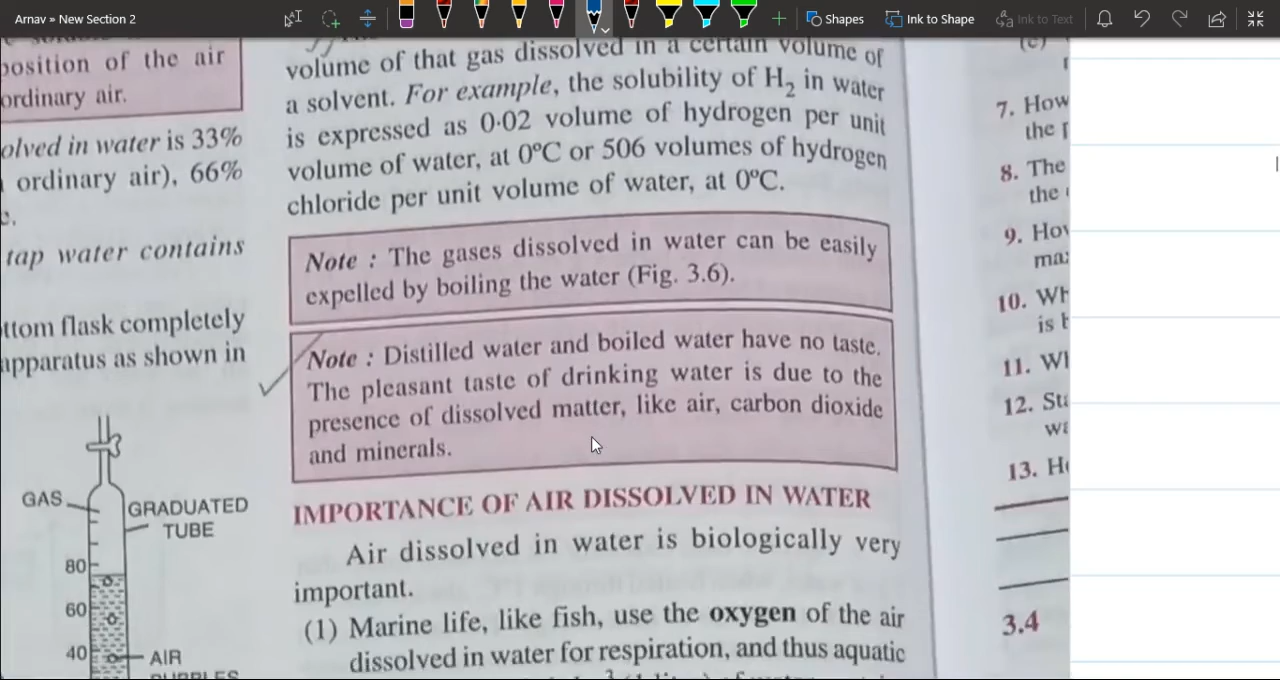 Arnav » New Section 2
Shapes
Ink to Shape
Ink to Text
position of the air
ordinary air.
olved in water is 33%
ordinary air), 66%
tap water contains
ttom flask completely
apparatus as shown in
GAS
GRADUATED
TUBE
80
60
40
AIR
volume of that gas dissolved in a certain volume of
a solvent. For example, the solubility of H₂ in water
is expressed as 0·02 volume of hydrogen per unit
volume of water, at 0°C or 506 volumes of hydrogen
chloride per unit volume of water, at 0°C.
Note : The gases dissolved in water can be easily
expelled by boiling the water (Fig. 3.6).
Note : Distilled water and boiled water have no taste.
The pleasant taste of drinking water is due to the
presence of dissolved matter, like air, carbon dioxide
and minerals.
IMPORTANCE OF AIR DISSOLVED IN WATER
Air dissolved in water is biologically very
important.
(1) Marine life, like fish, use the oxygen of the air
dissolved in water for respiration, and thus aquatic
(c)
7. How
the
8. The
the
9.
10.
is
11.
12.
13.
3.4